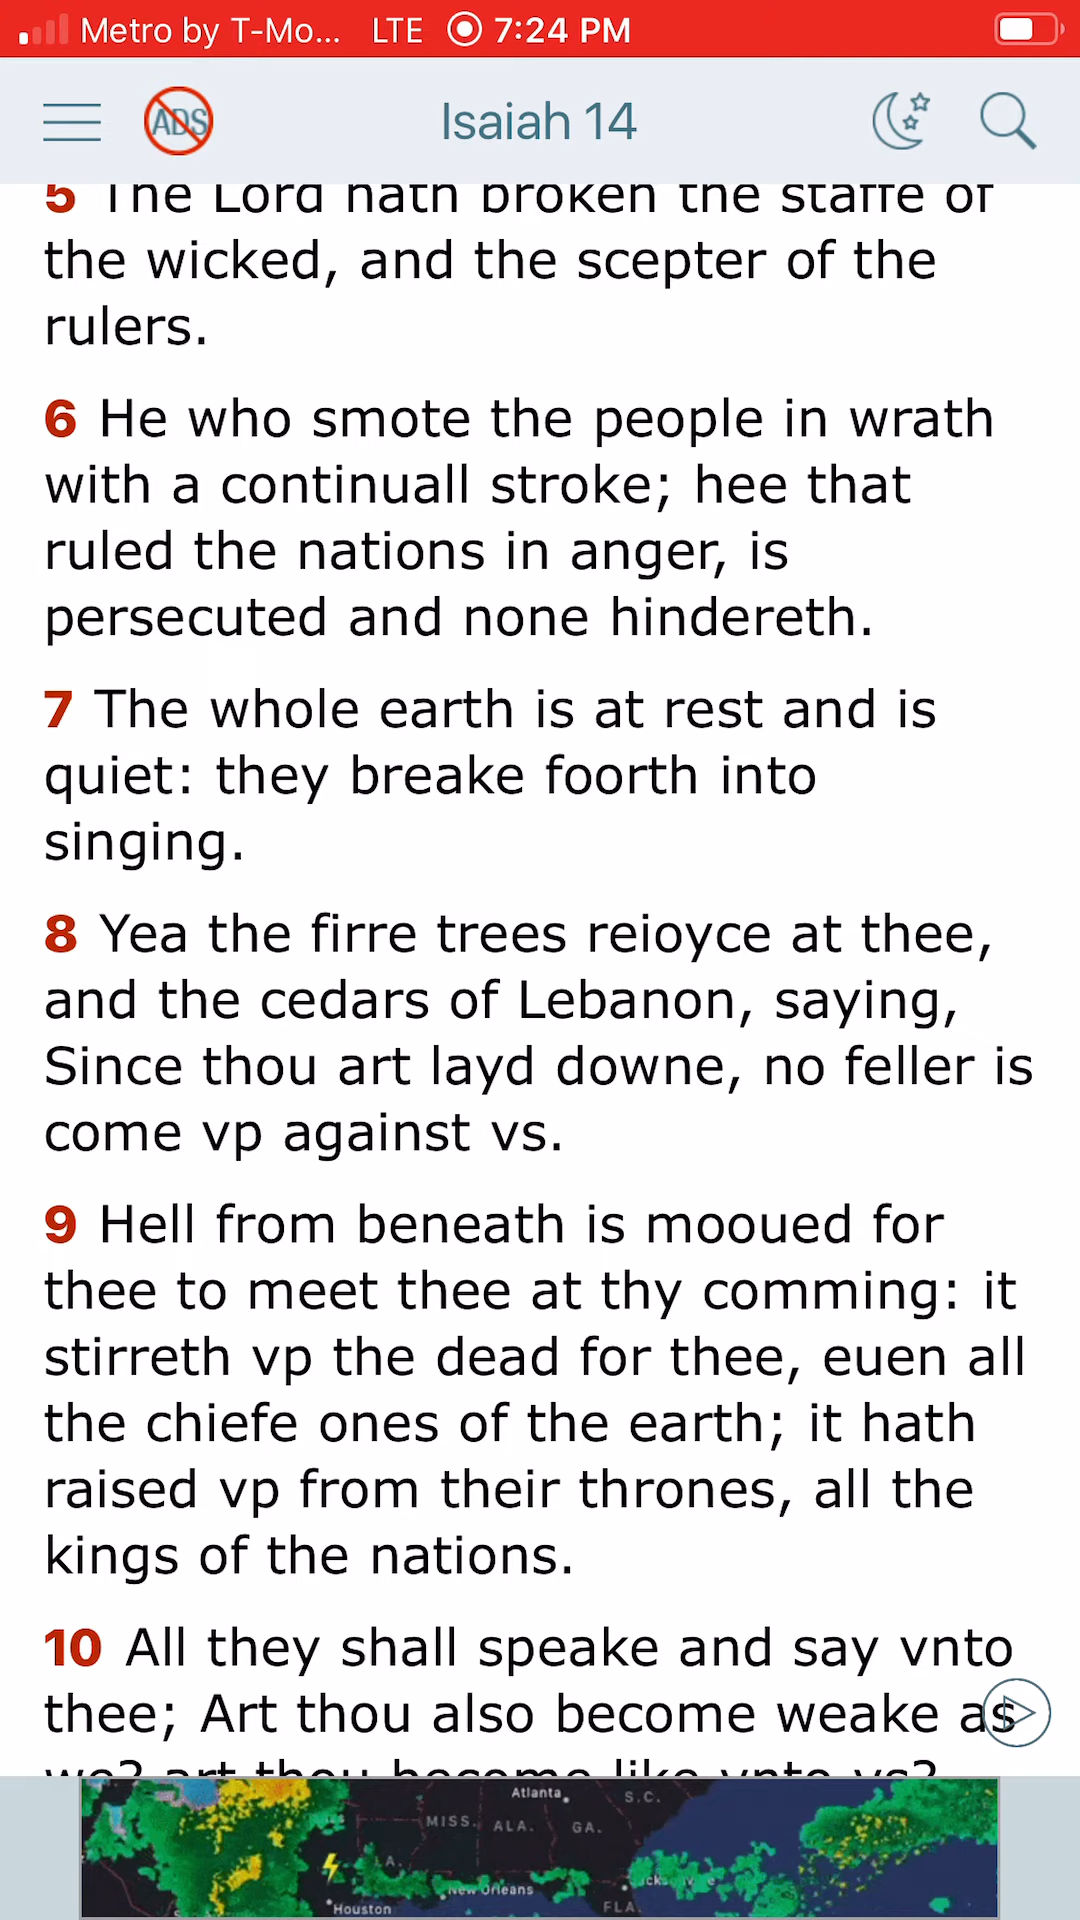 Metro by T-Mo... LTE 7:24 PM
ADS Isaiah 14
5 The Lord hath broken the staffe of
the wicked, and the scepter of the
rulers.
6 He who smote the people in wrath
with a continuall stroke; hee that
ruled the nations in anger, is
persecuted and none hindereth.
7 The whole earth is at rest and is
quiet: they breake foorth into
singing.
8 Yea the firre trees reioyce at thee,
and the cedars of Lebanon, saying,
Since thou art layd downe, no feller is
come vp against vs.
9 Hell from beneath is mooued for
thee to meet thee at thy comming: it
stirreth vp the dead for thee, euen all
the chiefe ones of the earth; it hath
raised vp from their thrones, all the
kings of the nations.
10 All they shall speake and say vnto
thee; Art thou also become weake as
we? art thou become like vnto vs?
Atlanta S.C.
MISS. ALA. GA.
New Orleans
Houston FLA.